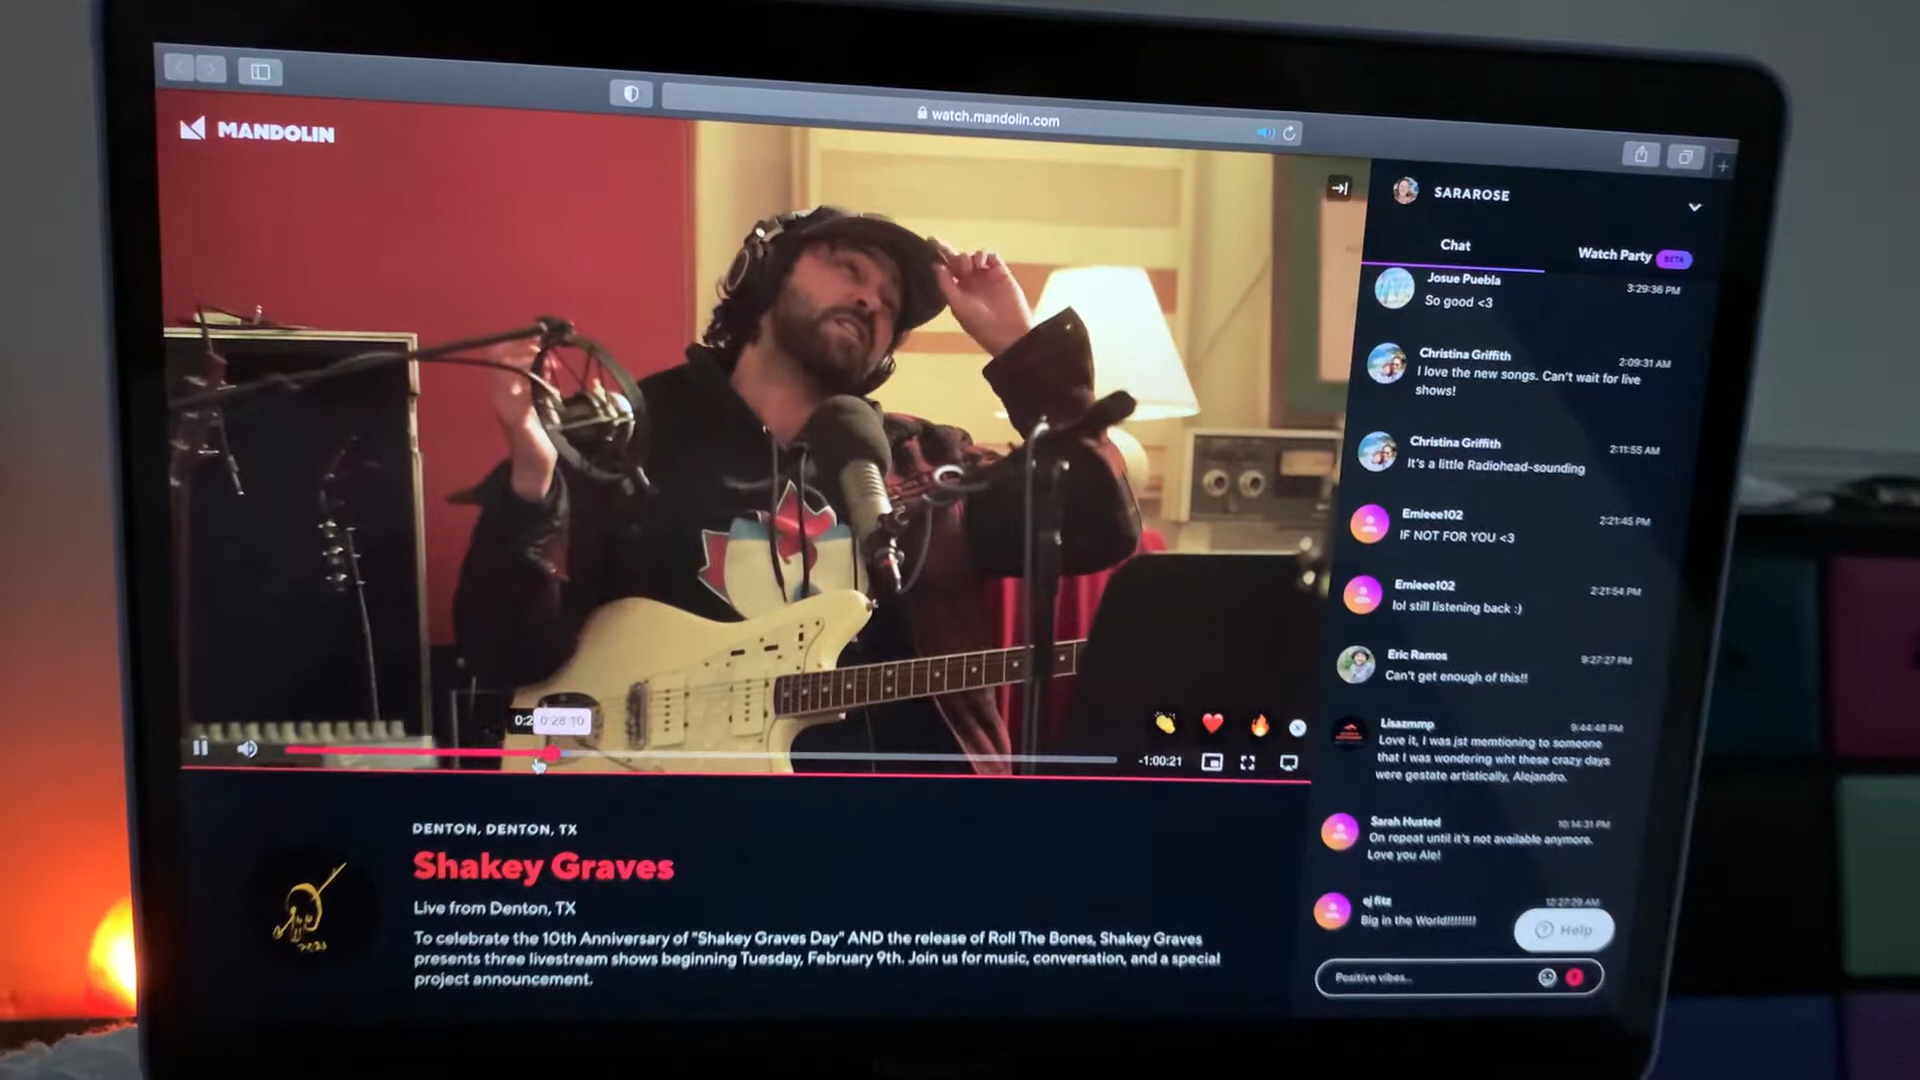 watch.mandolin.com
MANDOLIN
SARAROSE
Chat
Watch Party BETA
Josue Puebla 3:29:36 PM
So good <3
Christina Griffith 2:09:31 AM
I love the new songs. Can't wait for live
shows!
Christina Griffith 2:11:55 AM
It's a little Radiohead-sounding
Emieee102 2:21:45 PM
IF NOT FOR YOU <3
Emieee102 2:21:54 PM
lol still listening back :)
Eric Ramos 9:27:27 PM
Can't get enough of this!!
Lisazmmp 9:44:48 PM
Love it, I was jst memtioning to someone
that I was wondering wht these crazy days
were gestate artistically, Alejandro.
Sarah Husted 10:14:31 PM
On repeat until it's not available anymore.
Love you Ale!
ej fitz 12:27:29 AM
Big in the World!!!!!!!!!
Help
Positive vibes...
0:2 0:28:10
-1:00:21
DENTON, DENTON, TX
Shakey Graves
Live from Denton, TX
To celebrate the 10th Anniversary of "Shakey Graves Day" AND the release of Roll The Bones, Shakey Graves
presents three livestream shows beginning Tuesday, February 9th. Join us for music, conversation, and a special
project announcement.